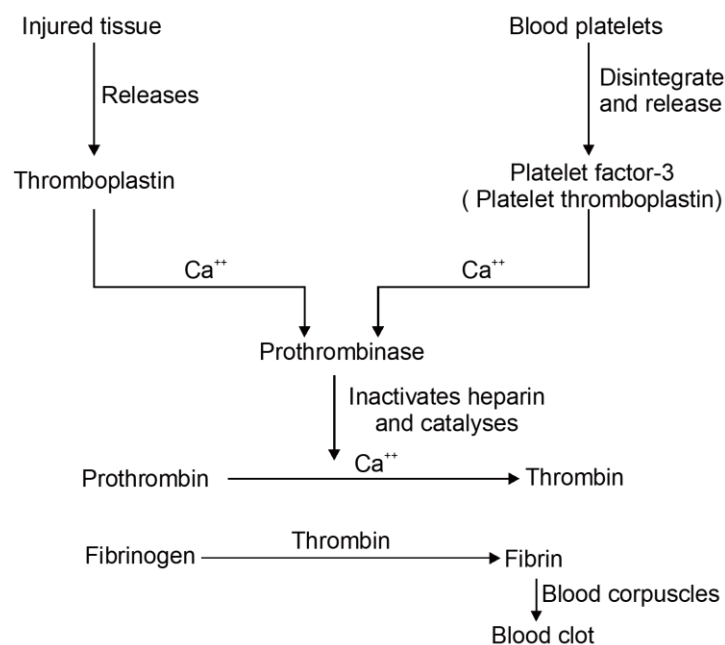 Injured tissue
Blood platelets
Releases
Disintegrate
and release
Thromboplastin
Platelet factor-3
( Platelet thromboplastin)
Ca⁺⁺
Ca⁺⁺
Prothrombinase
Inactivates heparin
and catalyses
Ca⁺⁺
Prothrombin
Thrombin
Thrombin
Fibrinogen
Fibrin
Blood corpuscles
Blood clot